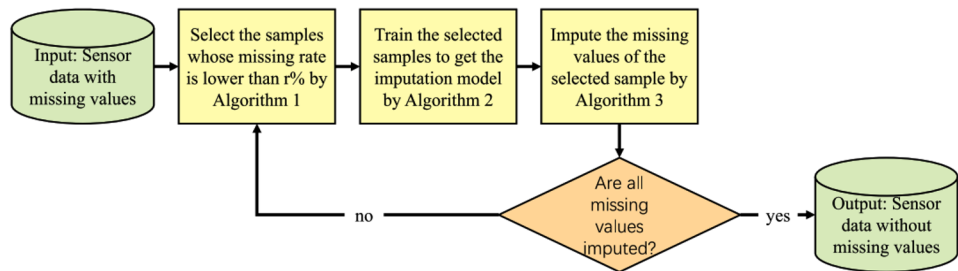 Input: Sensor
data with
missing values
Select the samples
whose missing rate
is lower than r% by
Algorithm 1
Train the selected
samples to get the
imputation model
by Algorithm 2
Impute the missing
values of the
selected sample by
Algorithm 3
Are all
missing
values
imputed?
no
yes
Output: Sensor
data without
missing values